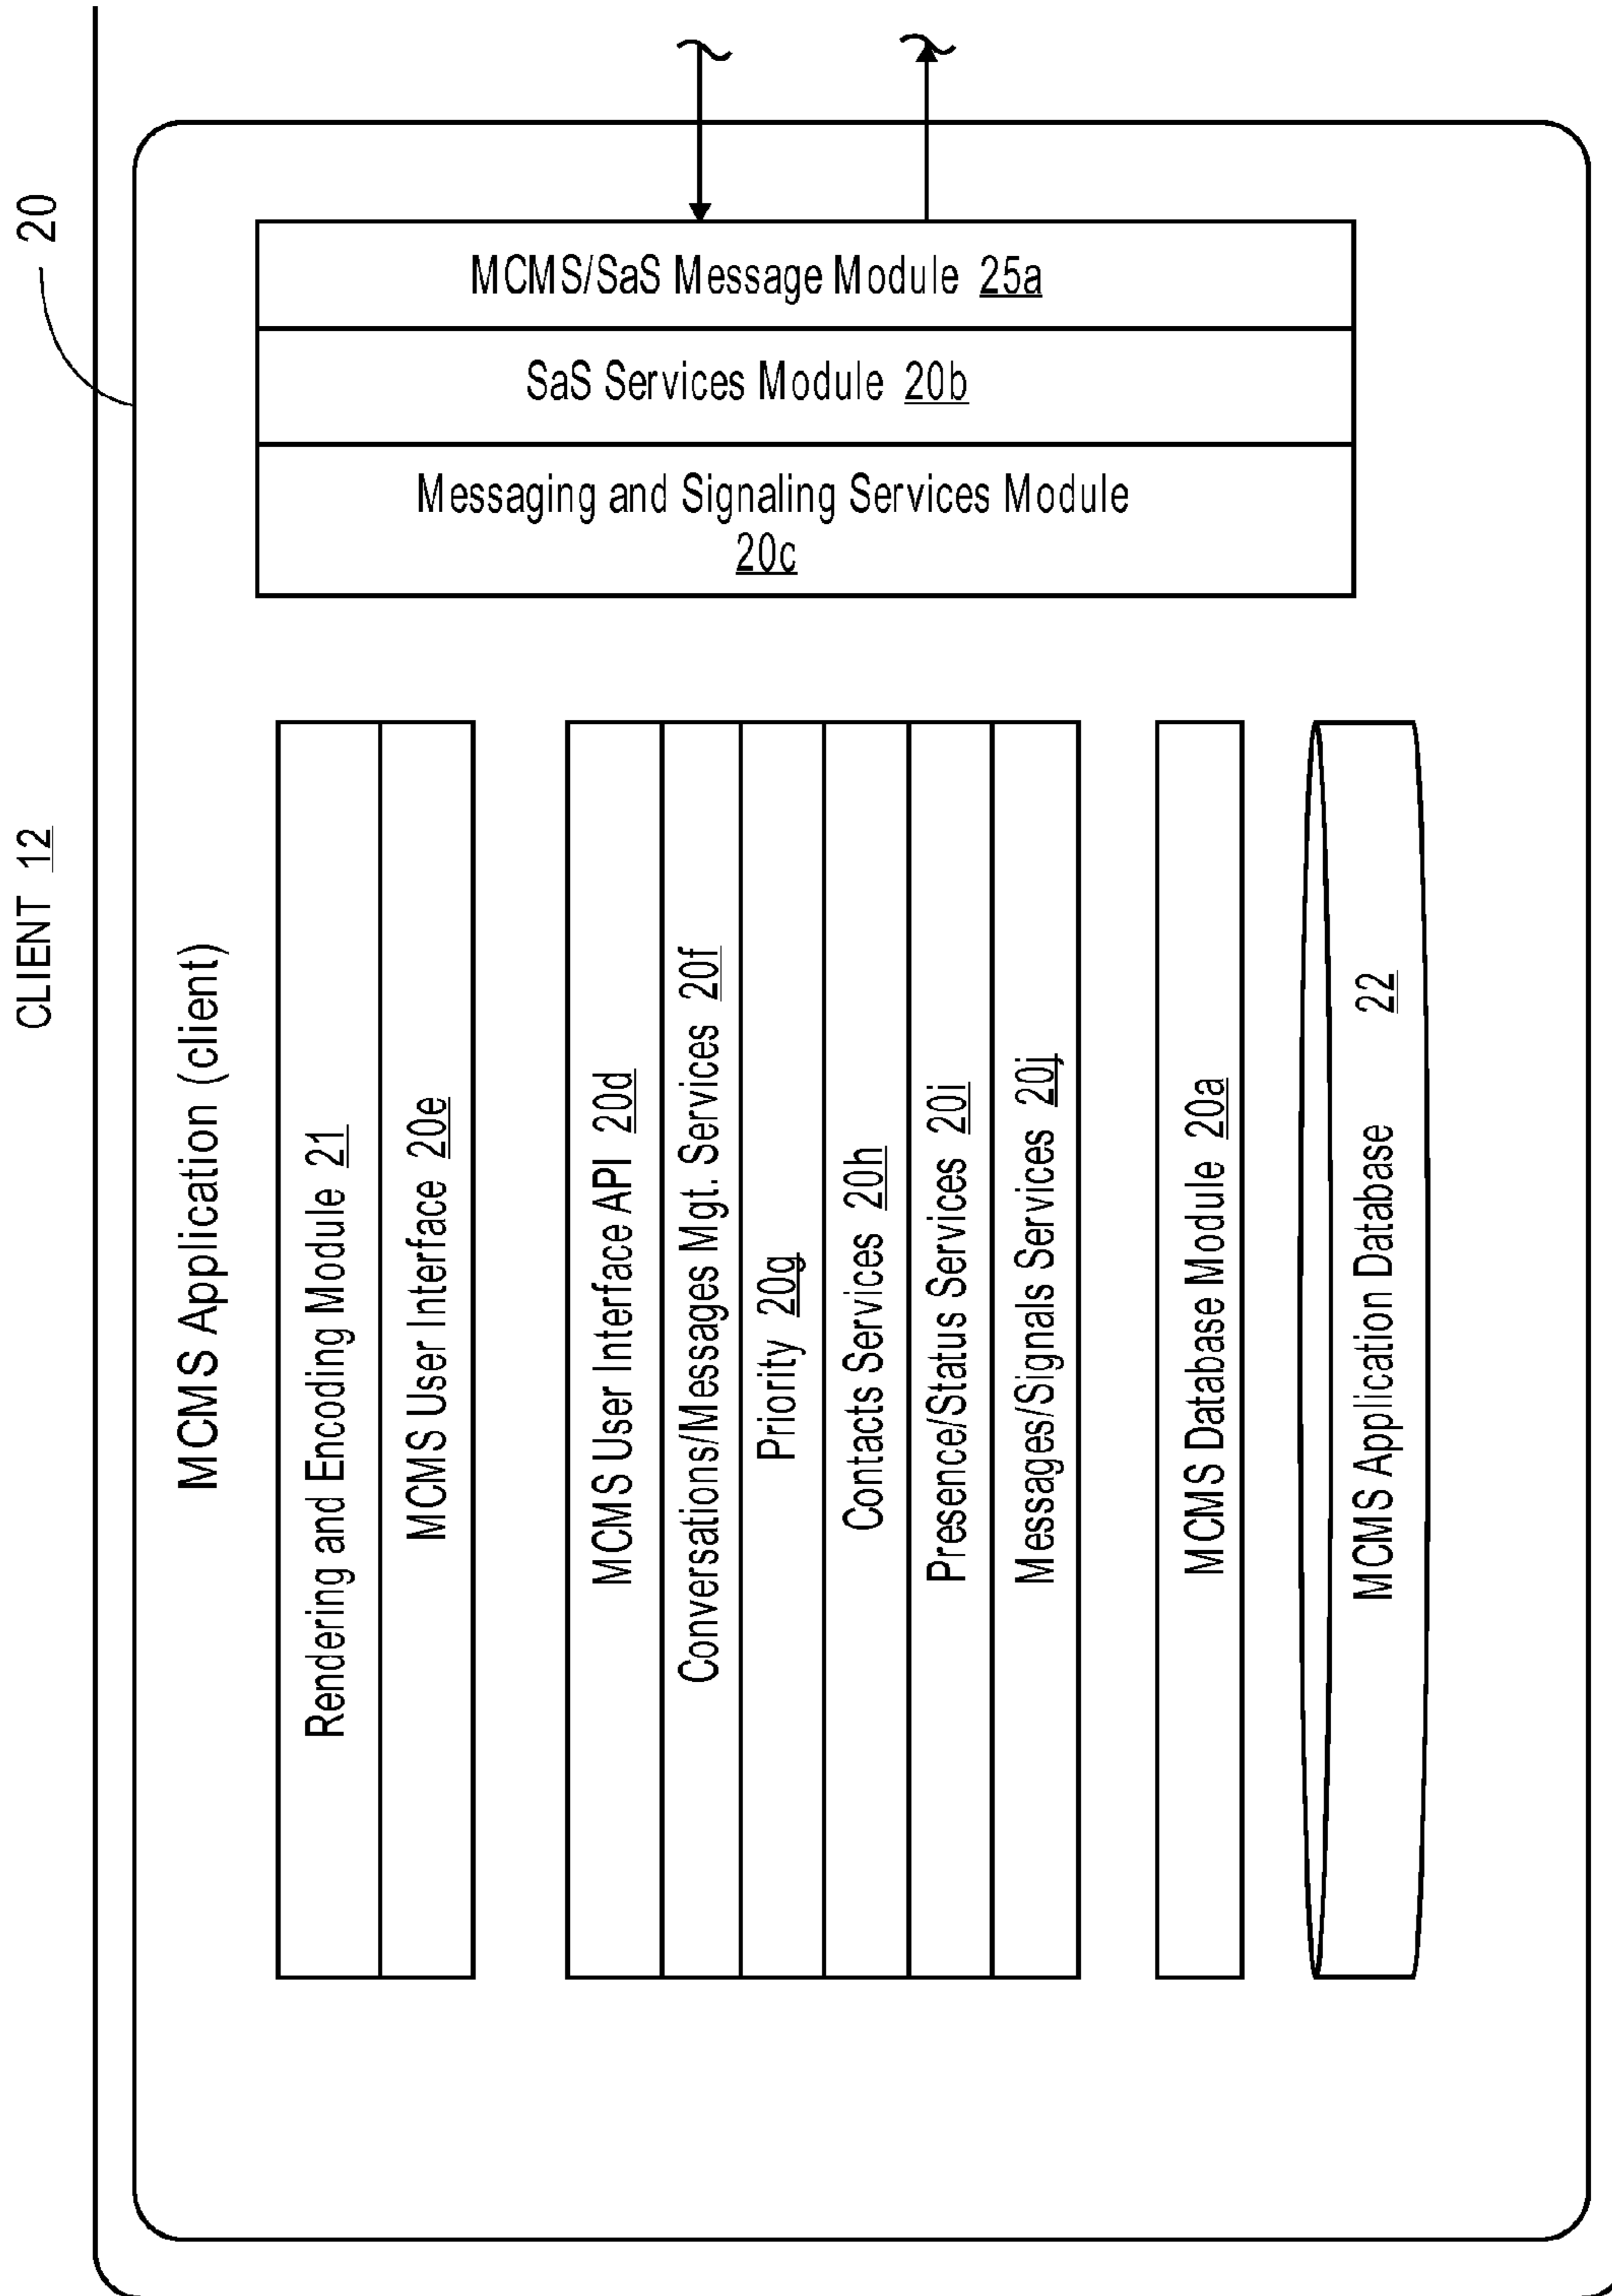 CLIENT 12
20
MCMS Application (client)
Rendering and Encoding Module 21
MCMS User Interface 20e
MCMS User Interface API 20d
Conversations/Messages Mgt. Services 20f
Priority 20g
Contacts Services 20h
Presence/Status Services 20i
Messages/Signals Services 20j
MCMS Database Module 20a
MCMS Application Database 22
MCMS/SaS Message Module 25a
SaS Services Module 20b
Messaging and Signaling Services Module
20c